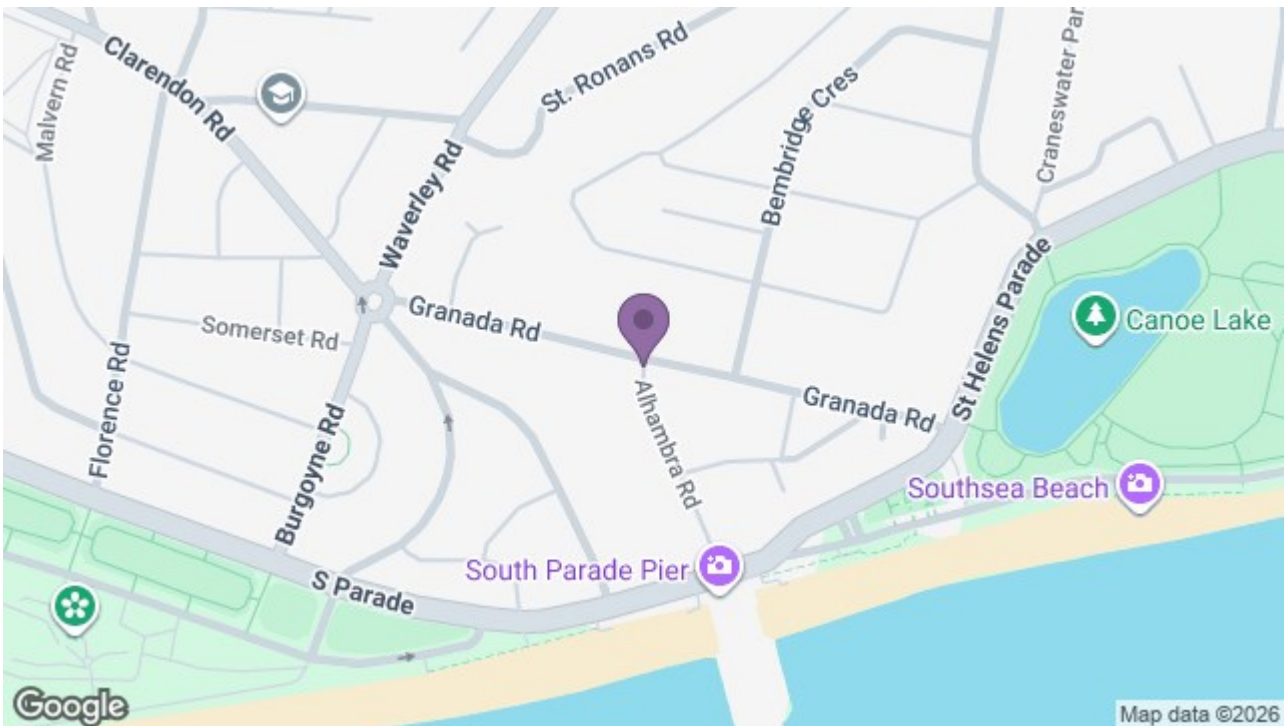 Clarendon Rd
Malvern Rd
St. Ronans Rd
Waverley Rd
Bembridge Cres
Craneswater Par
Somerset Rd
Granada Rd
Florence Rd
Burgoyne Rd
Alhambra Rd
Granada Rd
St Helens Parade
Canoe Lake
Southsea Beach
South Parade Pier
S Parade
Google
Map data ©2026